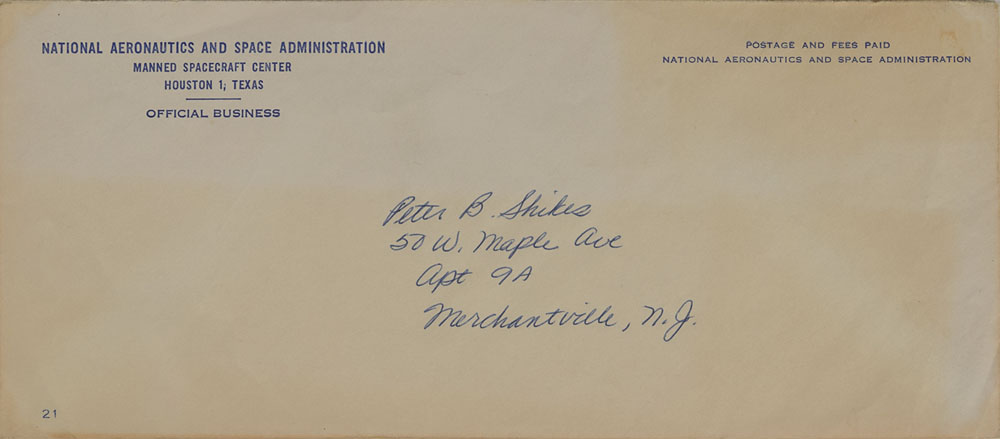 NATIONAL AERONAUTICS AND SPACE ADMINISTRATION
MANNED SPACECRAFT CENTER
HOUSTON 1, TEXAS
OFFICIAL BUSINESS
POSTAGE AND FEES PAID
NATIONAL AERONAUTICS AND SPACE ADMINISTRATION
Peter B. Shikes
50 W. Maple Ave
Apt 9A
Merchantville, N.J.
21